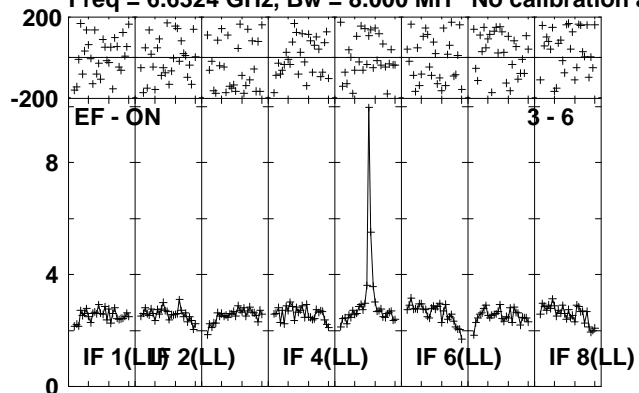 Freq = 6.6324 GHz, Bw = 8.000 MH No calibration a
200
-200
EF - ON 3 - 6
8
4
0
IF 1(LL) IF 2(LL) IF 4(LL) IF 6(LL) IF 8(LL)